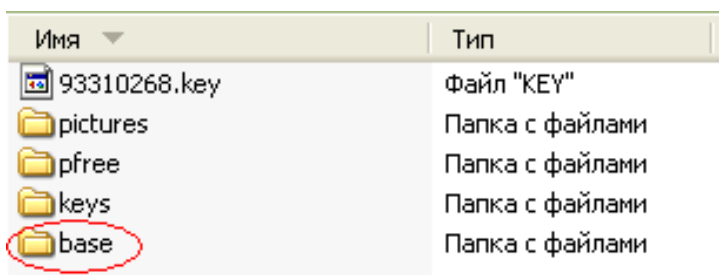 Имя Тип
93310268.key Файл "KEY"
pictures Папка с файлами
pfree Папка с файлами
keys Папка с файлами
base Папка с файлами